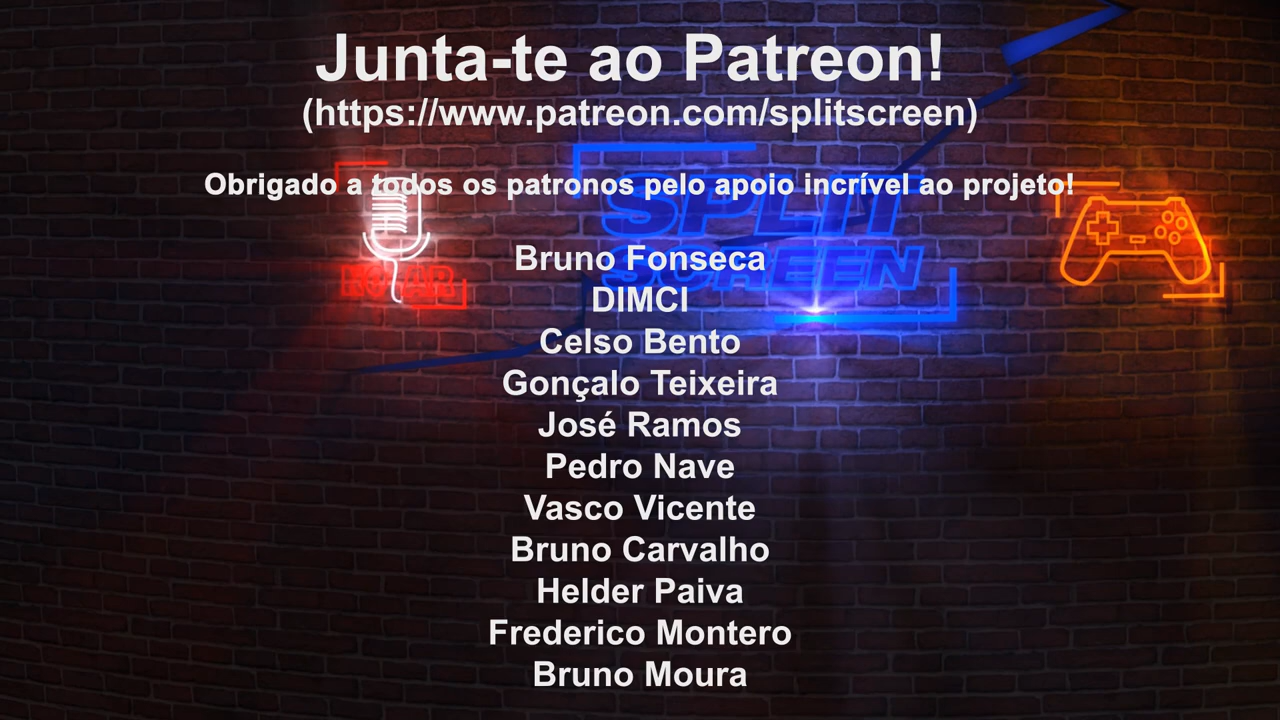 Junta-te ao Patreon!
(https://www.patreon.com/splitscreen)
Obrigado a todos os patronos pelo apoio incrível ao projeto!
SPLIT
SCREEN
Bruno Fonseca
DIMCI
Celso Bento
Gonçalo Teixeira
José Ramos
Pedro Nave
Vasco Vicente
Bruno Carvalho
Helder Paiva
Frederico Montero
Bruno Moura